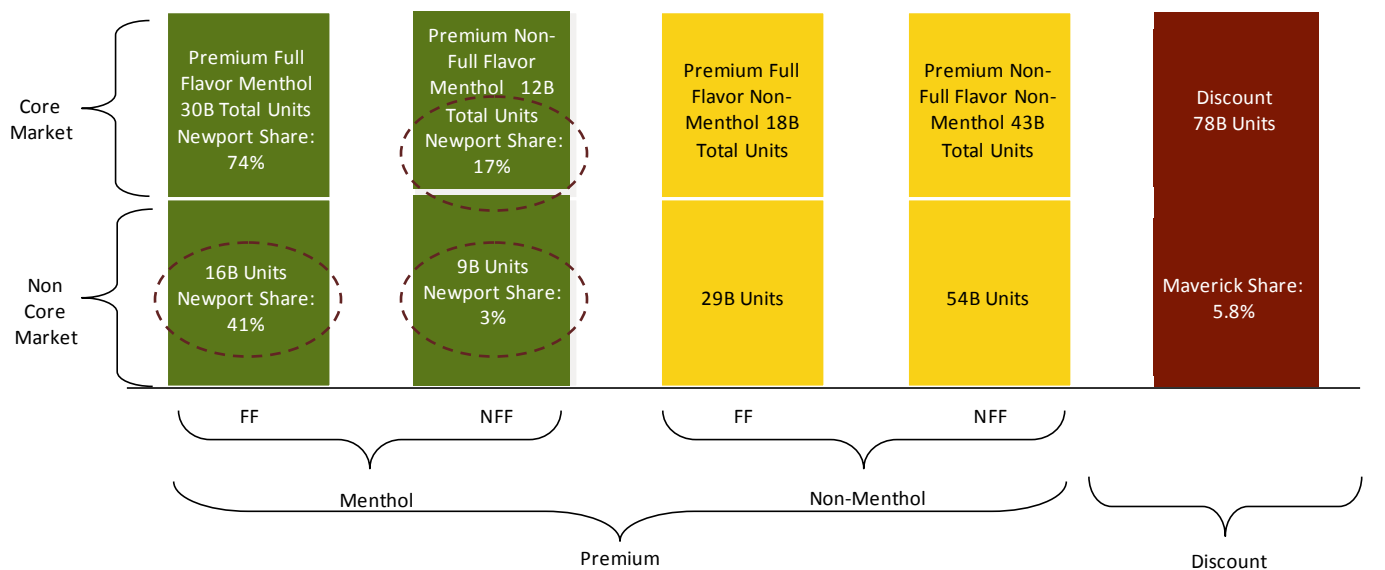 Core
Market
Premium Full
Flavor Menthol
30B Total Units
Newport Share:
74%
Premium Non-
Full Flavor
Menthol   12B
Total Units
Newport Share:
17%
Premium Full
Flavor Non-
Menthol 18B
Total Units
Premium Non-
Full Flavor Non-
Menthol 43B
Total Units
Discount
78B Units
Non
Core
Market
16B Units
Newport Share:
41%
9B Units
Newport Share:
3%
29B Units
54B Units
Maverick Share:
5.8%
FF
NFF
FF
NFF
Menthol
Non-Menthol
Premium
Discount